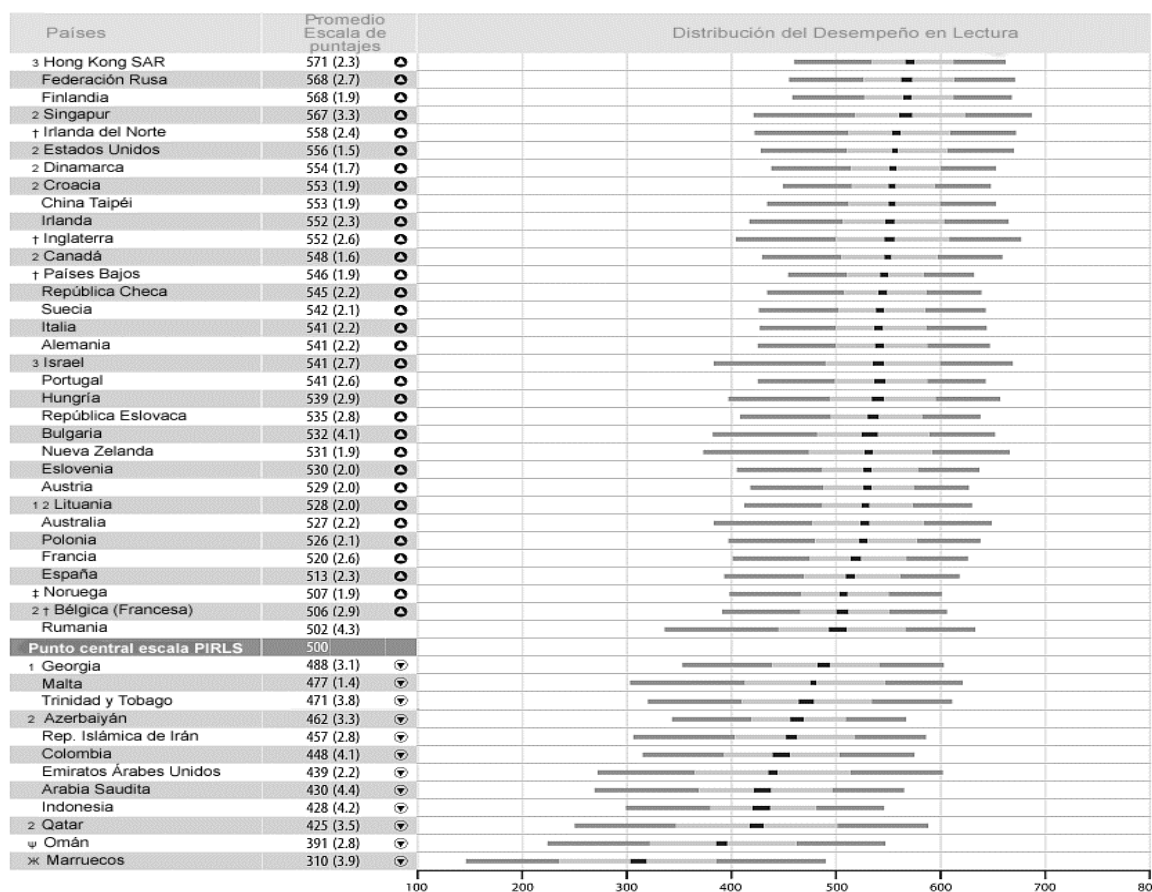 Países Promedio Escala de puntajes Distribución del Desempeño en Lectura
3 Hong Kong SAR 571 (2.3)
Federación Rusa 568 (2.7)
Finlandia 568 (1.9)
2 Singapur 567 (3.3)
† Irlanda del Norte 558 (2.4)
2 Estados Unidos 556 (1.5)
2 Dinamarca 554 (1.7)
2 Croacia 553 (1.9)
China Taipéi 553 (1.9)
Irlanda 552 (2.3)
† Inglaterra 552 (2.6)
2 Canadá 548 (1.6)
† Países Bajos 546 (1.9)
República Checa 545 (2.2)
Suecia 542 (2.1)
Italia 541 (2.2)
Alemania 541 (2.2)
3 Israel 541 (2.7)
Portugal 541 (2.6)
Hungría 539 (2.9)
República Eslovaca 535 (2.8)
Bulgaria 532 (4.1)
Nueva Zelanda 531 (1.9)
Eslovenia 530 (2.0)
Austria 529 (2.0)
1 2 Lituania 528 (2.0)
Australia 527 (2.2)
Polonia 526 (2.1)
Francia 520 (2.6)
España 513 (2.3)
‡ Noruega 507 (1.9)
2 † Bélgica (Francesa) 506 (2.9)
Rumania 502 (4.3)
Punto central escala PIRLS 500
1 Georgia 488 (3.1)
Malta 477 (1.4)
Trinidad y Tobago 471 (3.8)
2 Azerbaiyán 462 (3.3)
Rep. Islámica de Irán 457 (2.8)
Colombia 448 (4.1)
Emiratos Árabes Unidos 439 (2.2)
Arabia Saudita 430 (4.4)
Indonesia 428 (4.2)
2 Qatar 425 (3.5)
ψ Omán 391 (2.8)
Ж Marruecos 310 (3.9)
100 200 300 400 500 600 700 80